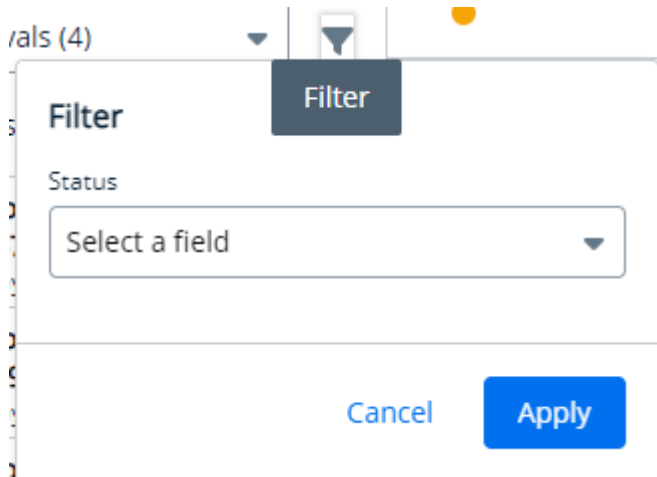 vals (4)
Filter
Filter
Status
Select a field
Cancel
Apply